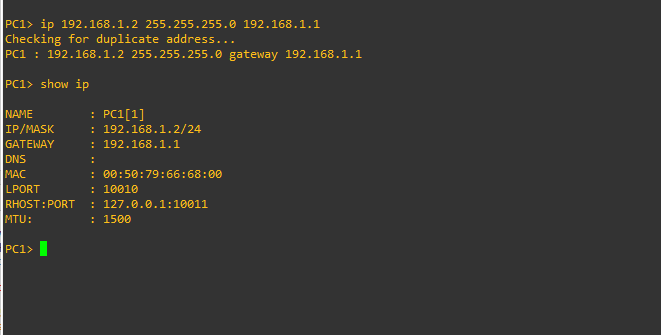 PC1> ip 192.168.1.2 255.255.255.0 192.168.1.1
Checking for duplicate address...
PC1 : 192.168.1.2 255.255.255.0 gateway 192.168.1.1
PC1> show ip
NAME        : PC1[1]
IP/MASK     : 192.168.1.2/24
GATEWAY     : 192.168.1.1
DNS         :
MAC         : 00:50:79:66:68:00
LPORT       : 10010
RHOST:PORT  : 127.0.0.1:10011
MTU:        : 1500
PC1>